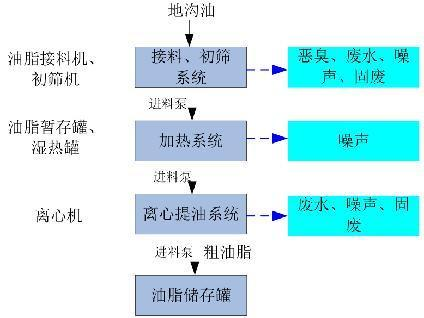 地沟油
油脂接料机、
初筛机
接料、初筛
系统
恶臭、废水、噪
声、固废
进料泵
油脂暂存罐、
湿热罐
加热系统
噪声
进料泵
离心机
离心提油系统
废水、噪声、固
废
进料泵 粗油脂
油脂储存罐